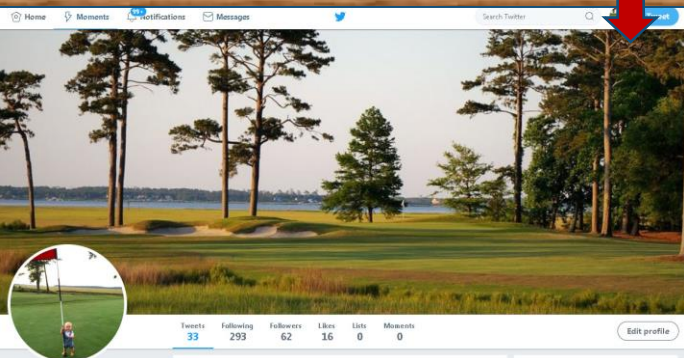 Home Moments 99+ Notifications Messages Search Twitter Tweet
Tweets Following Followers Likes Lists Moments
33 293 62 16 0 0
Edit profile